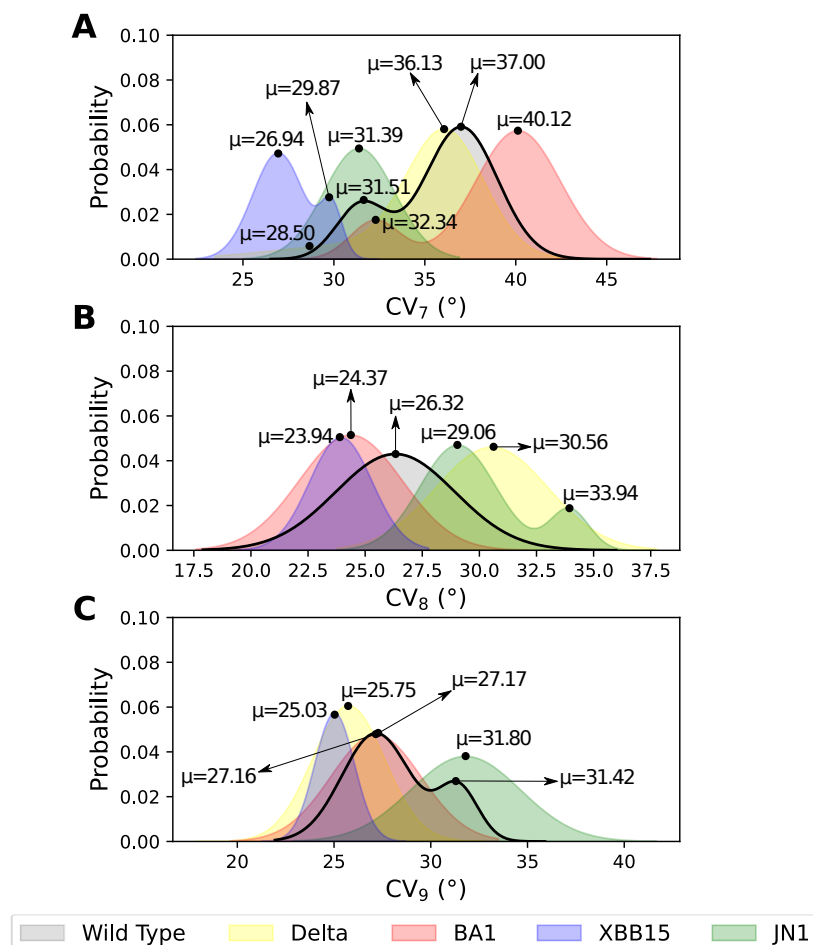 A
0.10
0.08
0.06
0.04
0.02
0.00
Probability
μ=36.13 μ=37.00
μ=29.87
μ=40.12
μ=26.94 μ=31.39
μ=31.51
μ=28.50 μ=32.34
25 30 35 40 45
CV7 (°)
B
0.10
0.08
0.06
0.04
0.02
0.00
Probability
μ=24.37
μ=26.32
μ=23.94 μ=29.06 μ=30.56
μ=33.94
17.5 20.0 22.5 25.0 27.5 30.0 32.5 35.0 37.5
CV8 (°)
C
0.10
0.08
0.06
0.04
0.02
0.00
Probability
μ=25.75 μ=27.17
μ=25.03
μ=31.80
μ=27.16 μ=31.42
20 25 30 35 40
CV9 (°)
Wild Type Delta BA1 XBB15 JN1